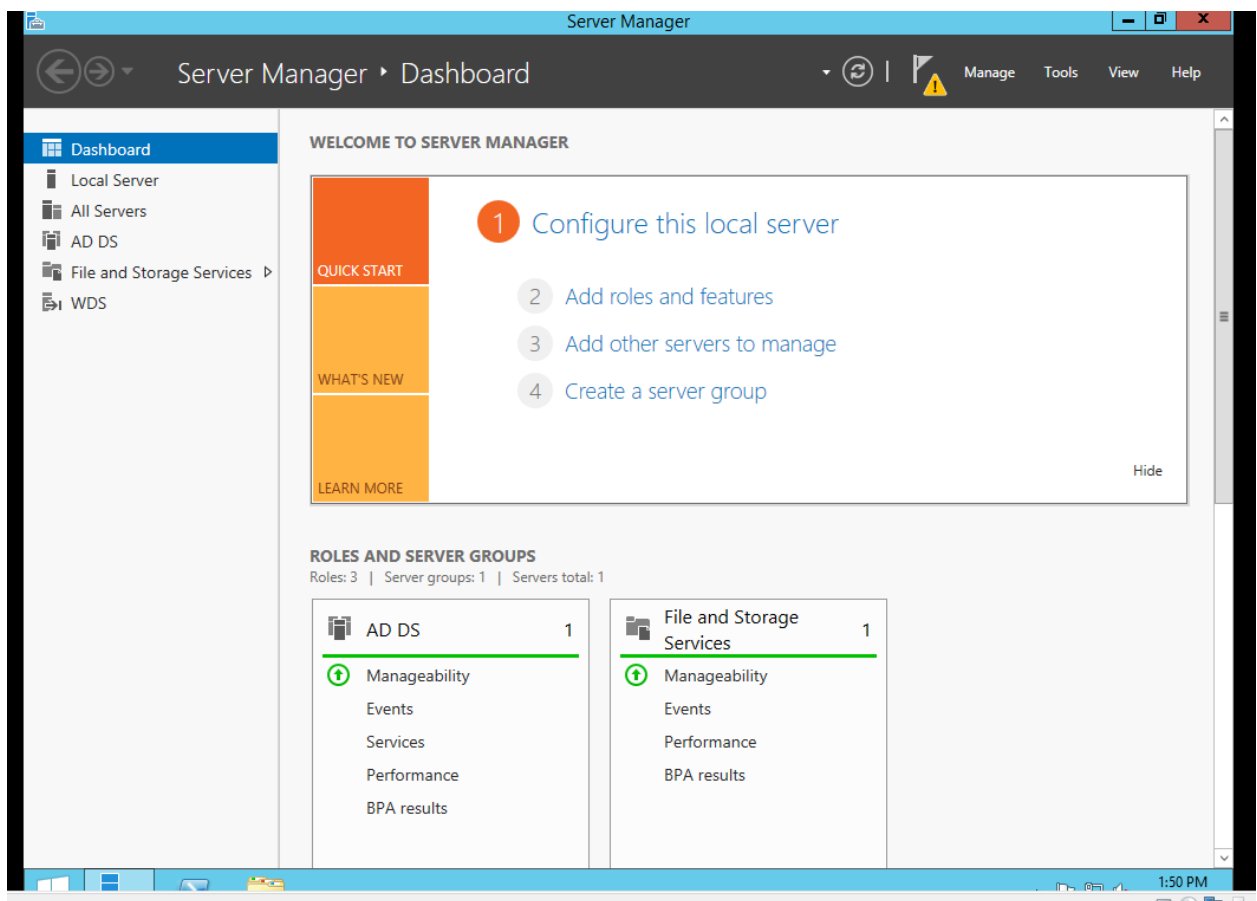 Server Manager
Server Manager ‣ Dashboard
Manage Tools View Help
Dashboard
Local Server
All Servers
AD DS
File and Storage Services
WDS
WELCOME TO SERVER MANAGER
QUICK START
WHAT'S NEW
LEARN MORE
1 Configure this local server
2 Add roles and features
3 Add other servers to manage
4 Create a server group
Hide
ROLES AND SERVER GROUPS
Roles: 3 | Server groups: 1 | Servers total: 1
AD DS 1
Manageability
Events
Services
Performance
BPA results
File and Storage
Services 1
Manageability
Events
Performance
BPA results
1:50 PM